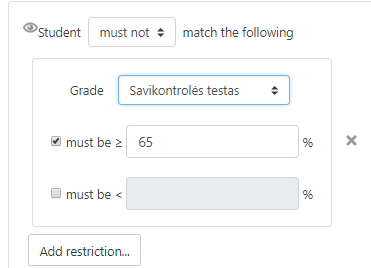 Student must not match the following
Grade Savikontrolės testas
must be ≥ 65 %
must be < %
Add restriction...